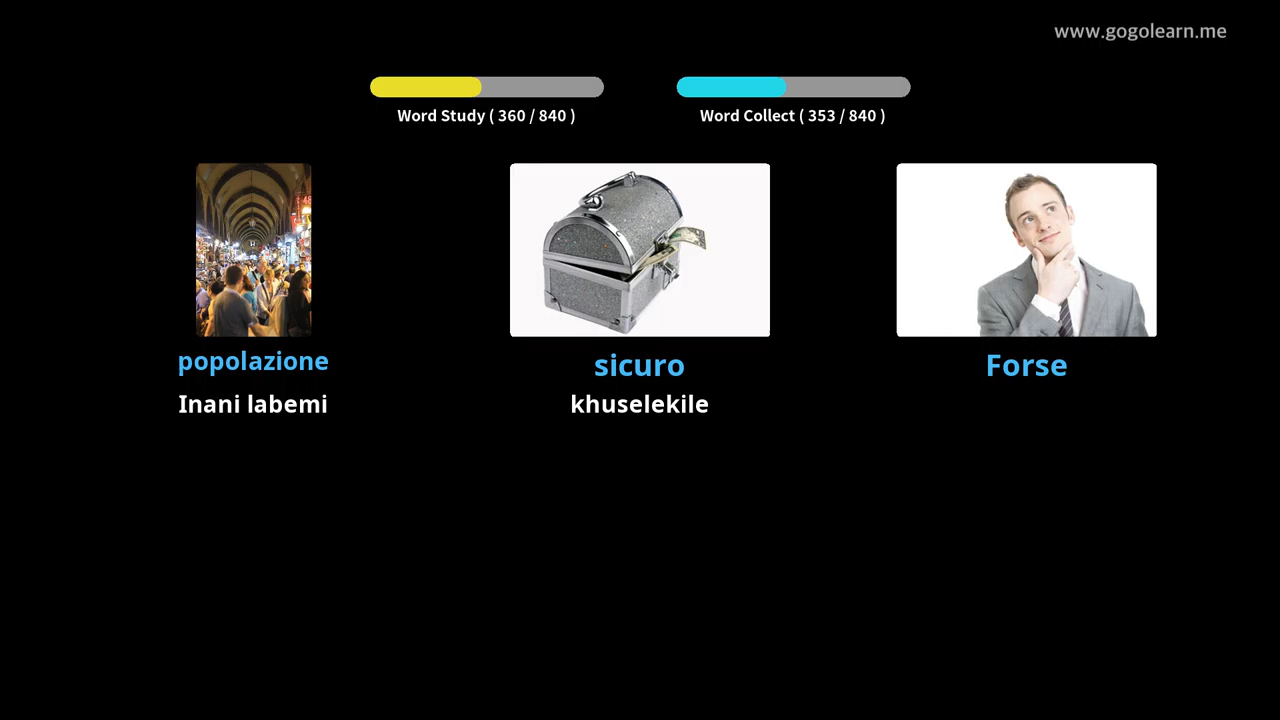 www.gogolearn.me
Word Study ( 360 / 840 )
Word Collect ( 353 / 840 )
popolazione
sicuro
Forse
Inani labemi
khuselekile